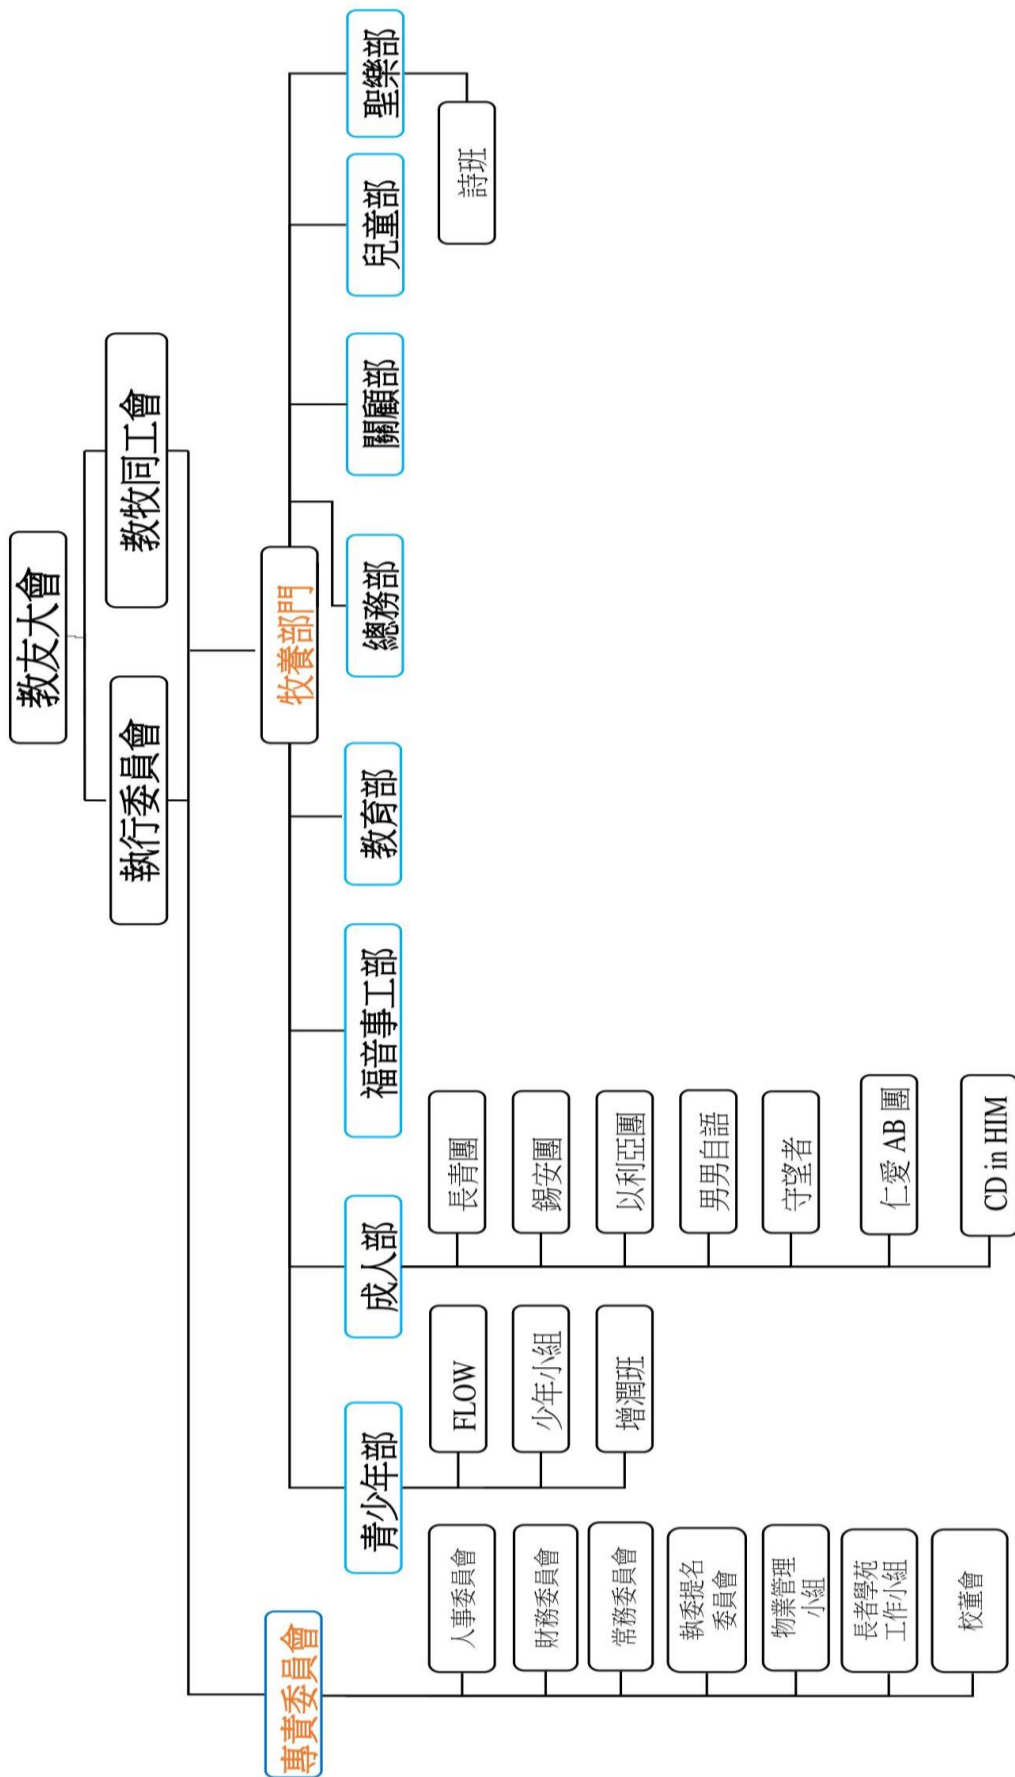 教友大會
執行委員會
教牧同工會
專責委員會
牧養部門
青少年部
成人部
福音事工部
教育部
總務部
關顧部
兒童部
聖樂部
人事委員會
財務委員會
常務委員會
執委提名
委員會
物業管理
小組
長者學苑
工作小組
校董會
FLOW
少年小組
增潤班
長青團
錫安團
以利亞團
男男自語
守望者
仁愛 AB 團
CD in HIM
詩班